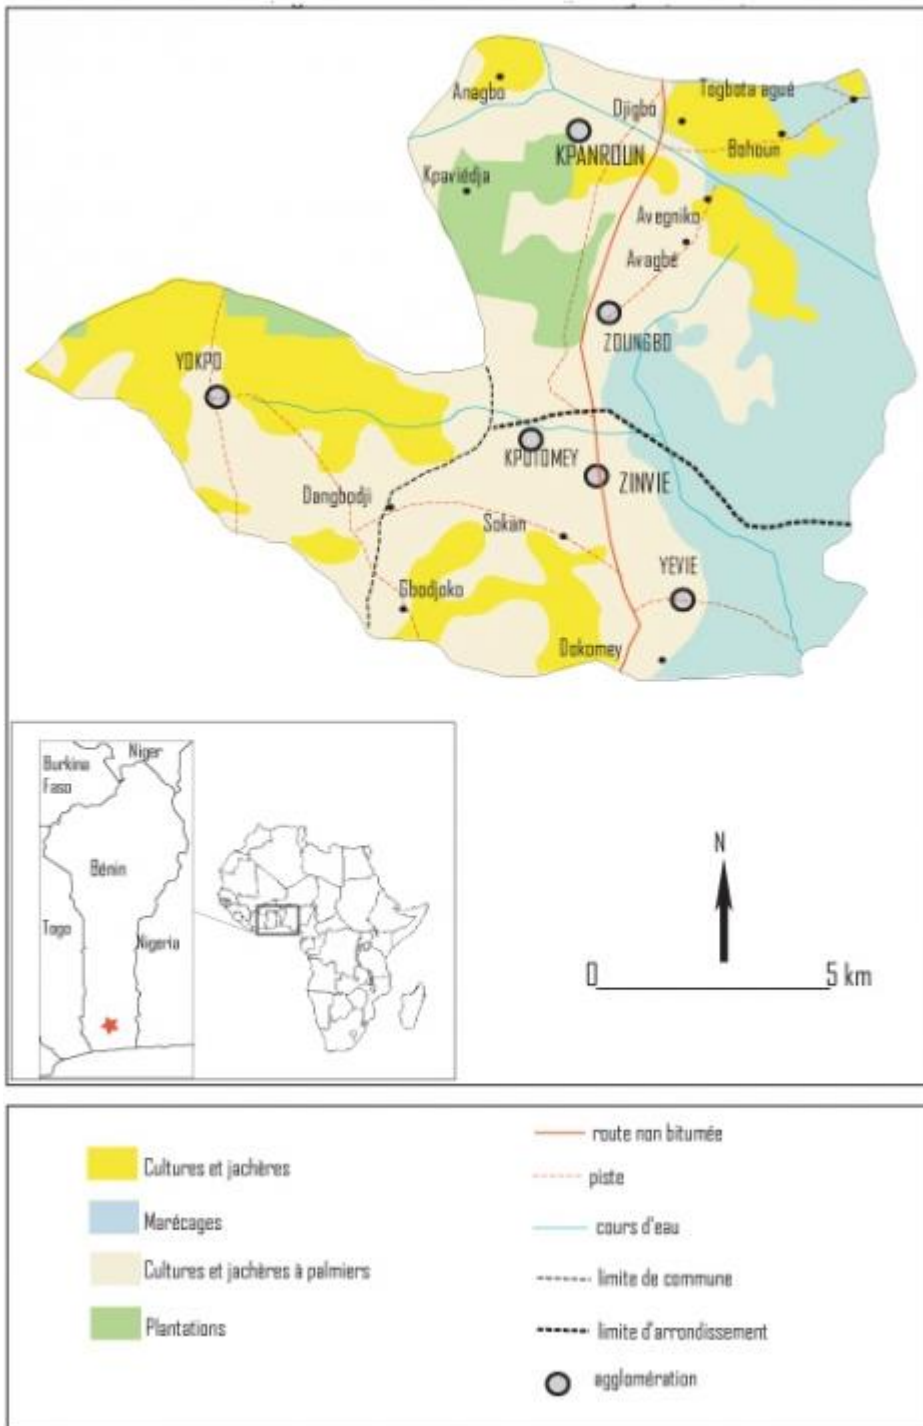 Anagbo
Djigbo
Togbota agué
KPANROUN
Bohoun
Kpaviédja
Avegniko
Avagbé
ZOUNGBO
YOKPO
KPOTOMEY
ZINVIE
Dangbodji
Sokan
YEVIE
Gbodjoko
Dokomey
Burkina
Faso
Niger
Bénin
Togo
Nigeria
N
0 5 km
Cultures et jachères
Marécages
Cultures et jachères à palmiers
Plantations
route non bitumée
piste
cours d'eau
limite de commune
limite d'arrondissement
agglomération